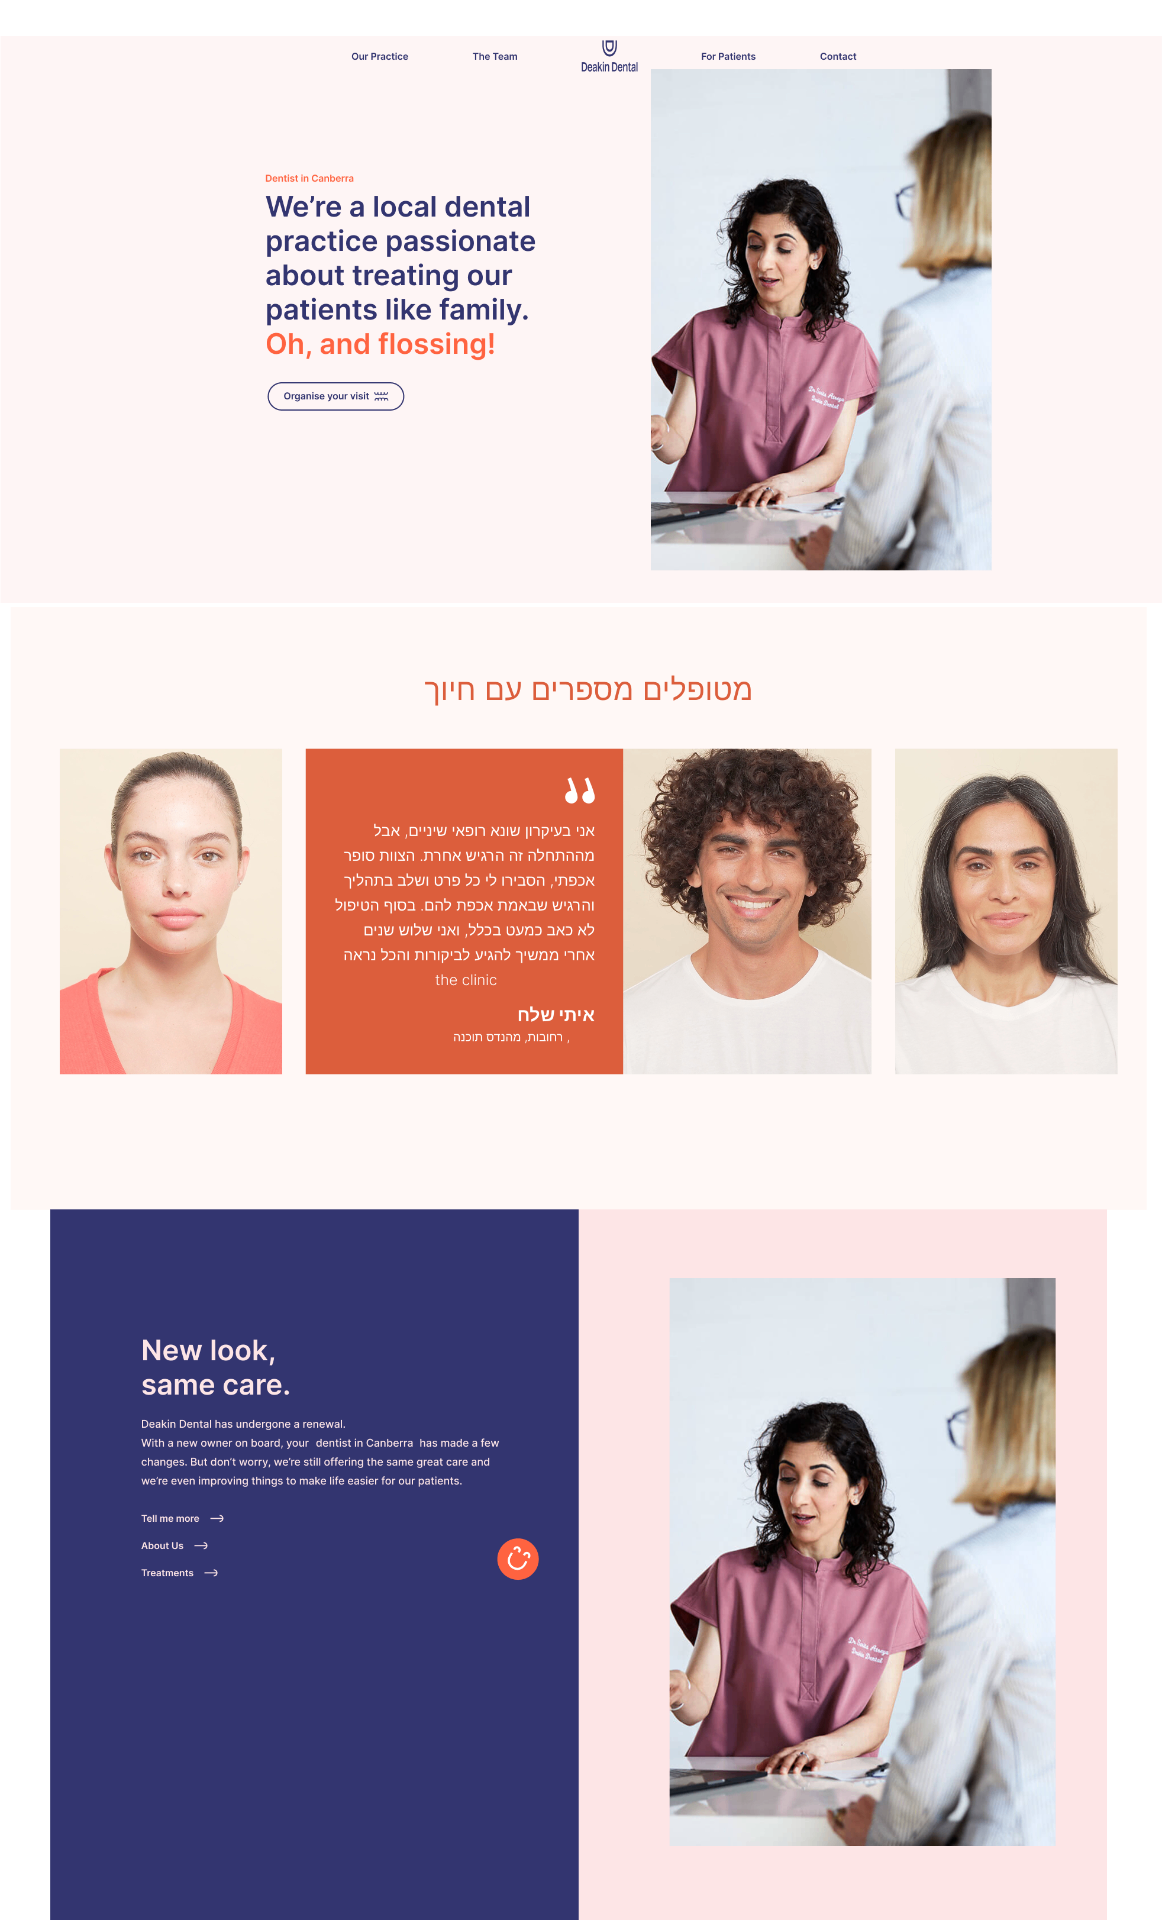 Our Practice
The Team
Deakin Dental
For Patients
Contact
Dentist in Canberra
We’re a local dental
practice passionate
about treating our
patients like family.
Oh, and flossing!
Organise your visit
מטופלים מספרים עם חיוך
אני בעיקרון שונא רופאי שיניים, אבל
מההתחלה זה הרגיש אחרת. הצוות סופר
אכפתי, הסבירו לי כל פרט ושלב בתהליך
והרגיש שבאמת אכפת להם. בסוף הטיפול
לא כאב כמעט בכלל, ואני שלוש שנים
אחרי ממשיך להגיע לביקורות והכל נראה
the clinic
איתי שלח
, רחובות, מהנדס תוכנה
New look,
same care.
Deakin Dental has undergone a renewal.
With a new owner on board, your dentist in Canberra has made a few
changes. But don’t worry, we’re still offering the same great care and
we’re even improving things to make life easier for our patients.
Tell me more
About Us
Treatments
Deakin Dental